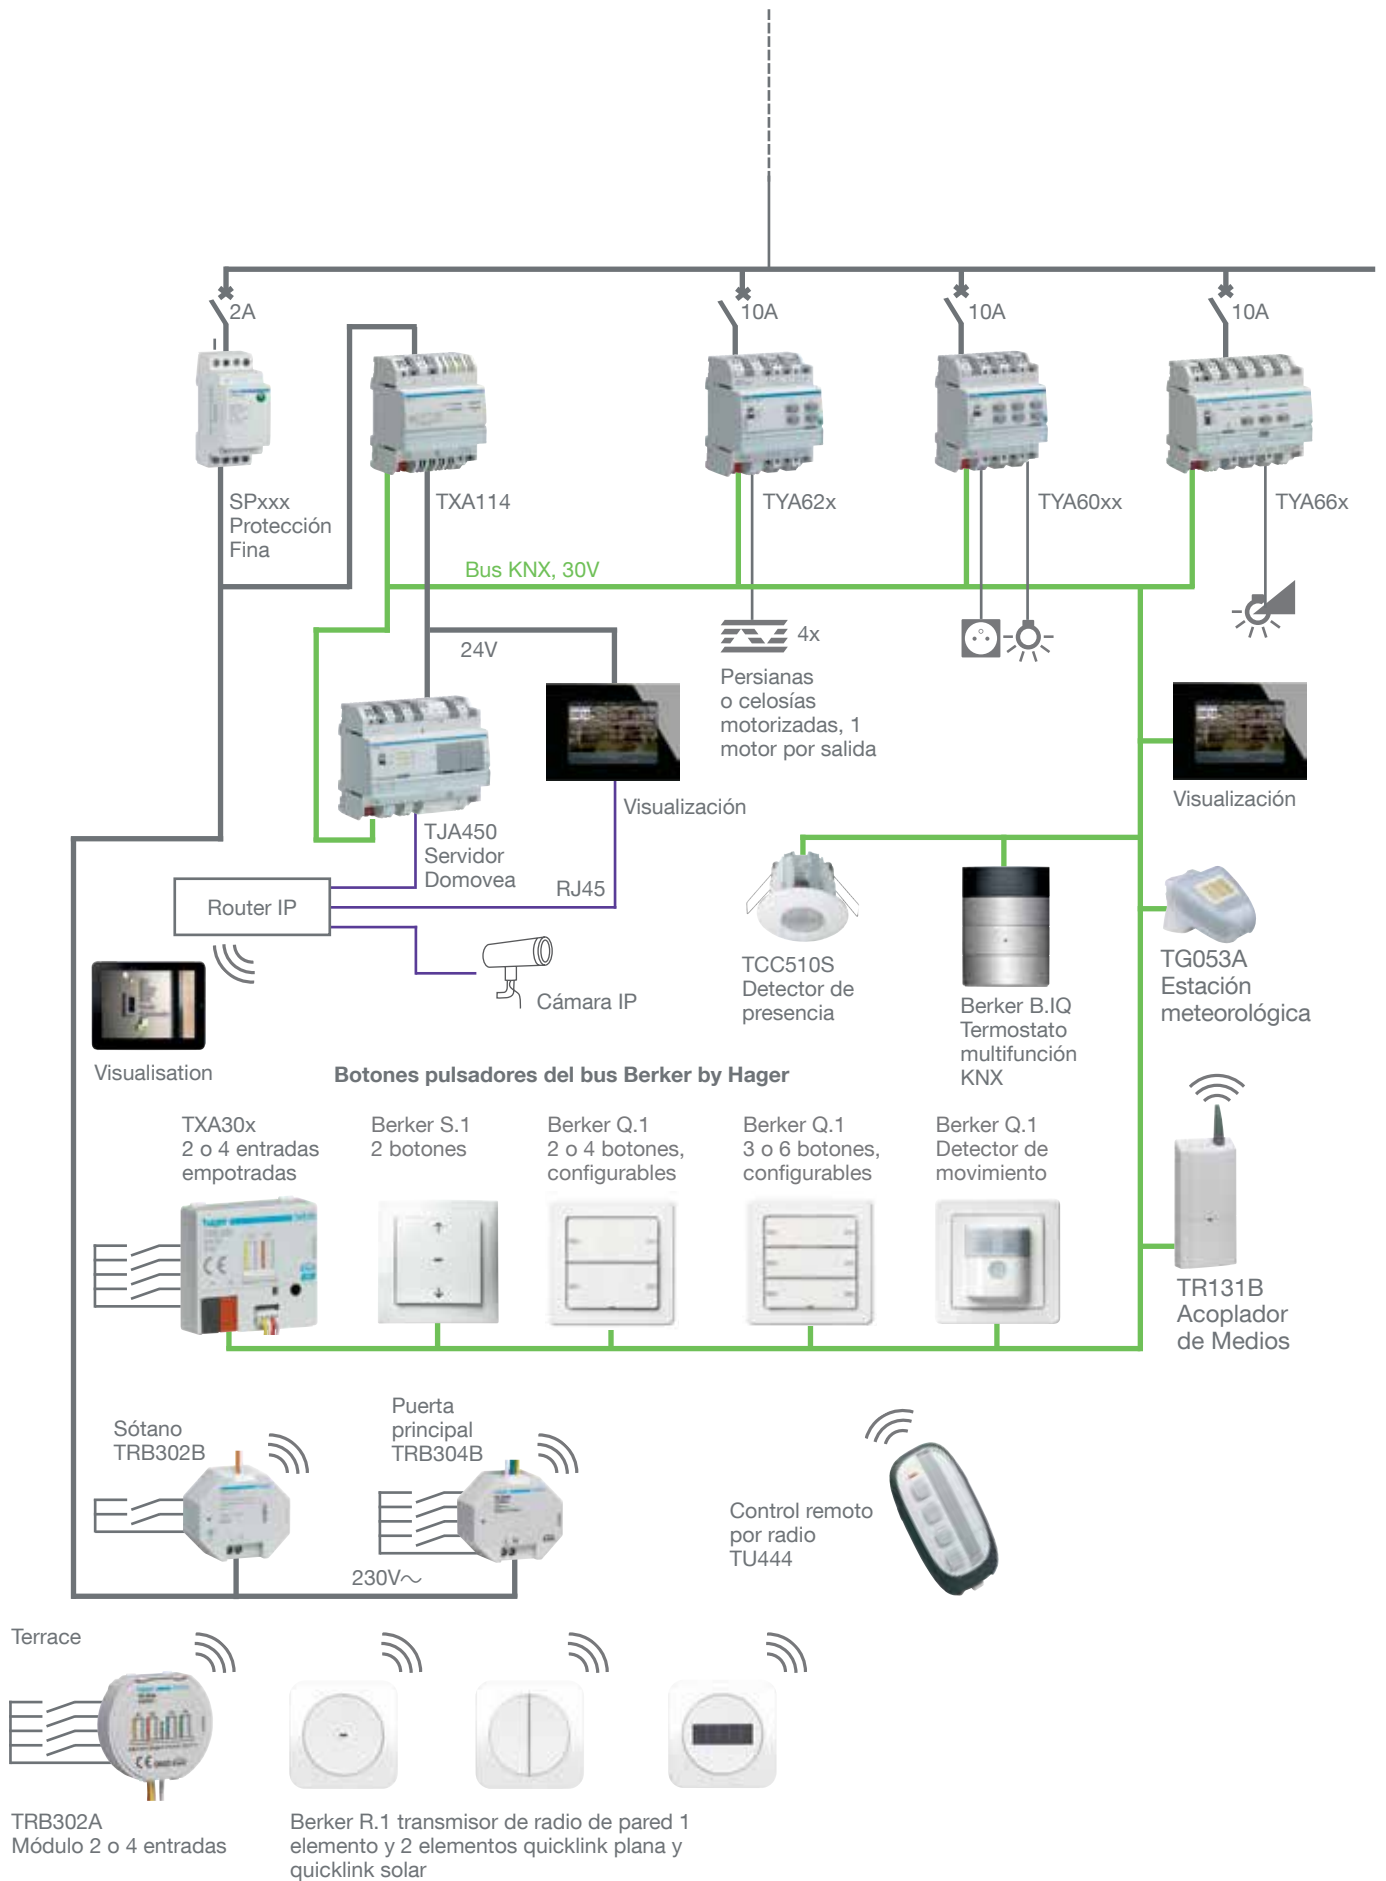 2A
10A
10A
10A
SPxxx
Protección
Fina
TXA114
TYA62x
TYA60xx
TYA66x
Bus KNX, 30V
24V
4x
Persianas
o celosías
motorizadas, 1
motor por salida
Visualización
Visualización
TJA450
Servidor
Domovea
RJ45
Router IP
Cámara IP
Visualisation
TCC510S
Detector de
presencia
Berker B.IQ
Termostato
multifunción
KNX
TG053A
Estación
meteorológica
Botones pulsadores del bus Berker by Hager
TXA30x
2 o 4 entradas
empotradas
Berker S.1
2 botones
Berker Q.1
2 o 4 botones,
configurables
Berker Q.1
3 o 6 botones,
configurables
Berker Q.1
Detector de
movimiento
hager
CE
TR131B
Acoplador
de Medios
Sótano
TRB302B
Puerta
principal
TRB304B
230V~
Control remoto
por radio
TU444
Terrace
hager
CE
TRB302A
Módulo 2 o 4 entradas
Berker R.1 transmisor de radio de pared 1
elemento y 2 elementos quicklink plana y
quicklink solar